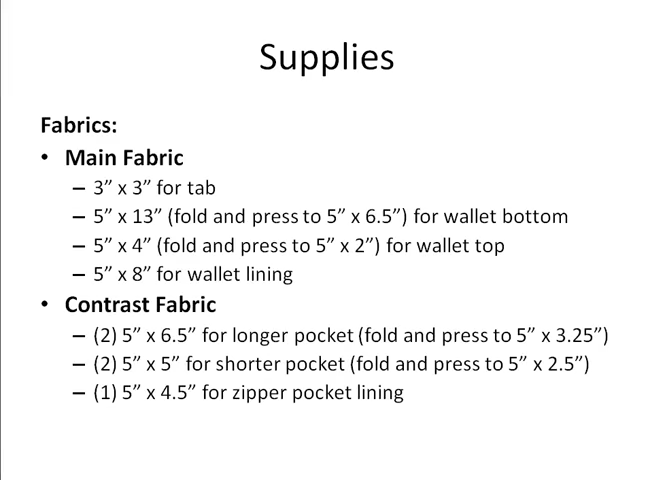 Supplies
Fabrics:
• Main Fabric
– 3” x 3” for tab
– 5” x 13” (fold and press to 5” x 6.5”) for wallet bottom
– 5” x 4” (fold and press to 5” x 2”) for wallet top
– 5” x 8” for wallet lining
• Contrast Fabric
– (2) 5” x 6.5” for longer pocket (fold and press to 5” x 3.25”)
– (2) 5” x 5” for shorter pocket (fold and press to 5” x 2.5”)
– (1) 5” x 4.5” for zipper pocket lining